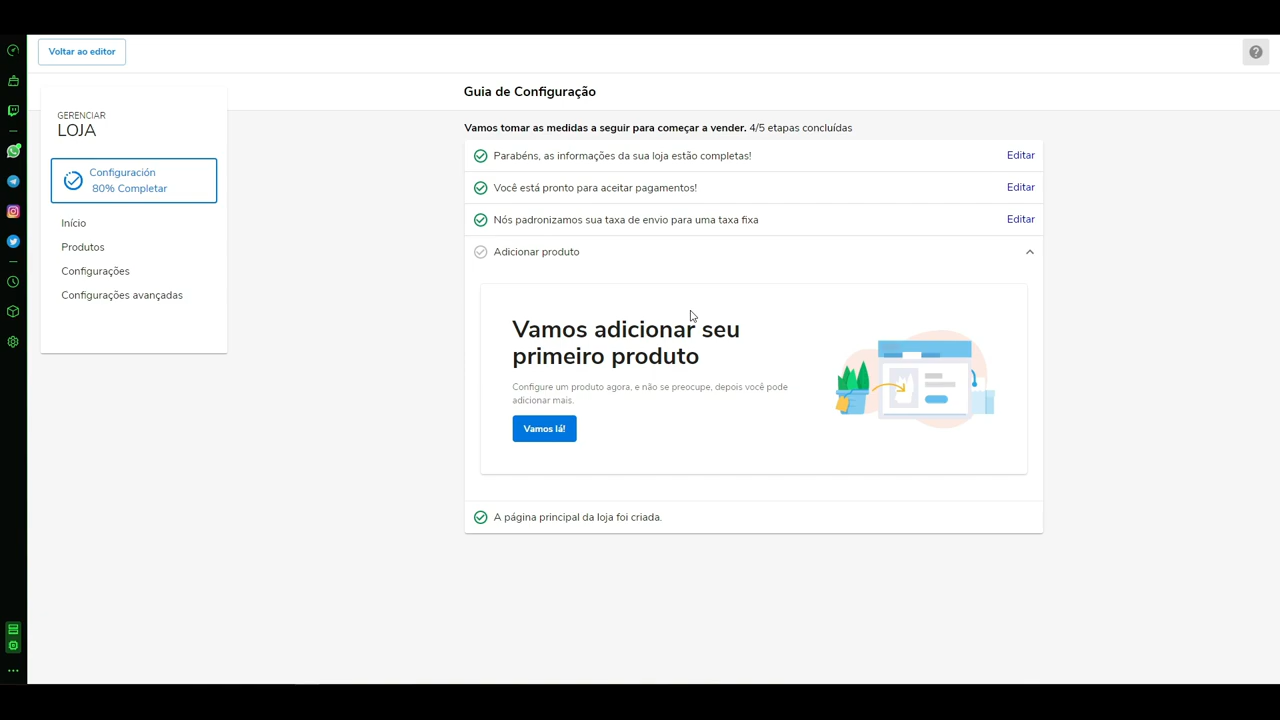 Voltar ao editor
Guia de Configuração
GERENCIAR
LOJA
Configuración
80% Completar
Início
Produtos
Configurações
Configurações avançadas
Vamos tomar as medidas a seguir para começar a vender. 4/5 etapas concluídas
Parabéns, as informações da sua loja estão completas! Editar
Você está pronto para aceitar pagamentos! Editar
Nós padronizamos sua taxa de envio para uma taxa fixa Editar
Adicionar produto
Vamos adicionar seu
primeiro produto
Configure um produto agora, e não se preocupe, depois você pode
adicionar mais.
Vamos lá!
A página principal da loja foi criada.